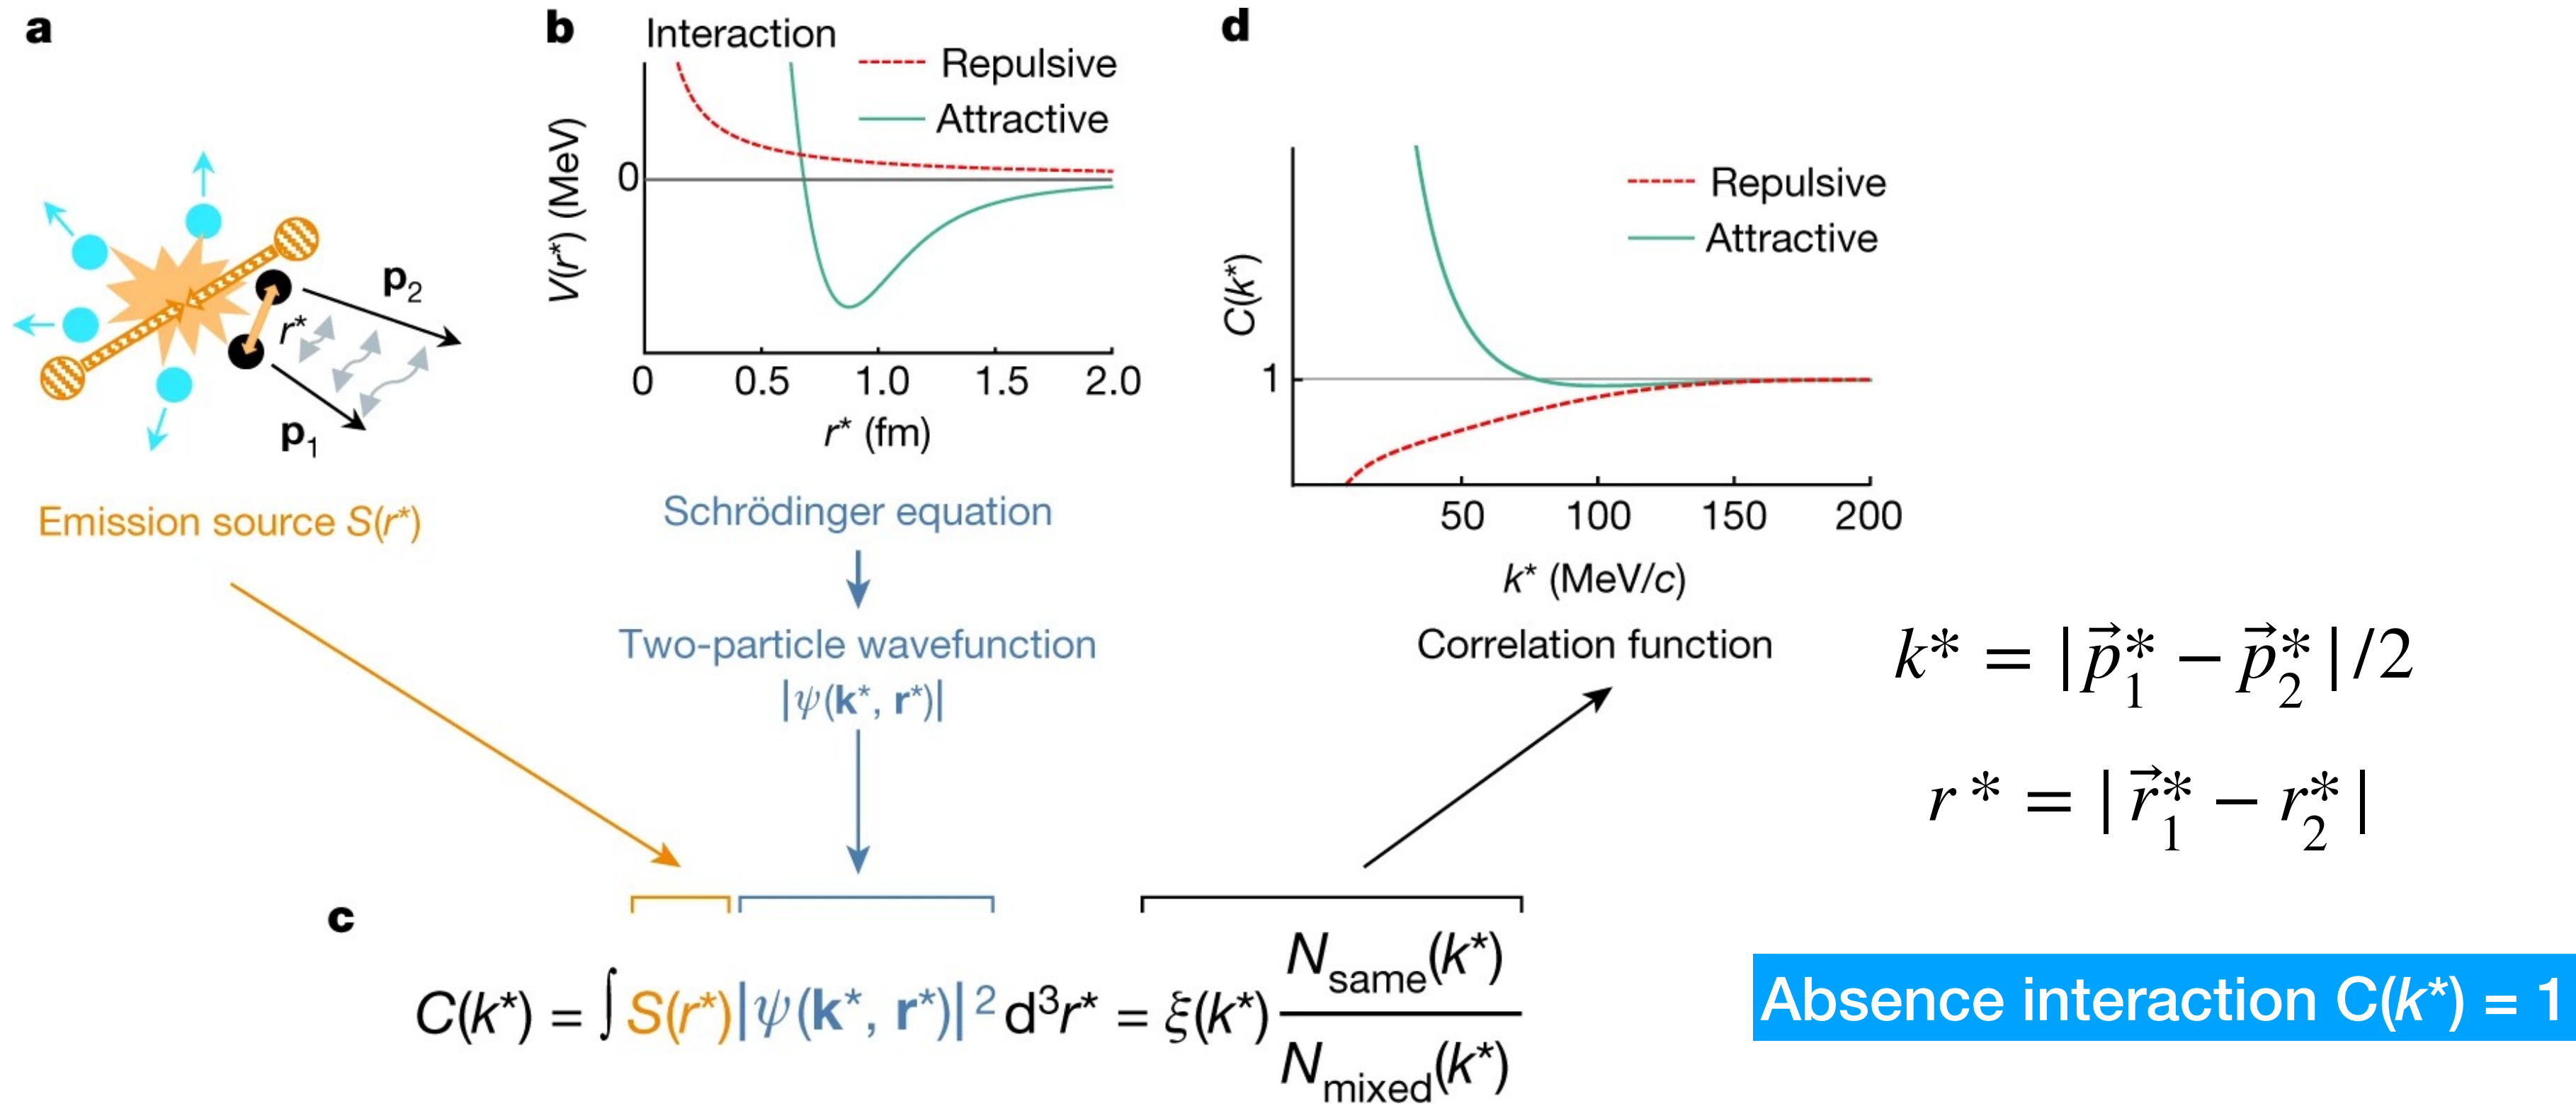 a
p₂
r*
p₁
Emission source S(r*)
b
Interaction
Repulsive
Attractive
V(r*) (MeV)
0
0 0.5 1.0 1.5 2.0
r* (fm)
Schrödinger equation
Two-particle wavefunction
|ψ(k*, r*)|
d
Repulsive
Attractive
C(k*)
1
50 100 150 200
k* (MeV/c)
Correlation function
k* = |p⃗₁* − p⃗₂*|/2
r* = |r⃗₁* − r₂*|
c
C(k*) = ∫ S(r*)|ψ(k*, r*)|² d³r* = ξ(k*) N_same(k*) / N_mixed(k*)
Absence interaction C(k*) = 1